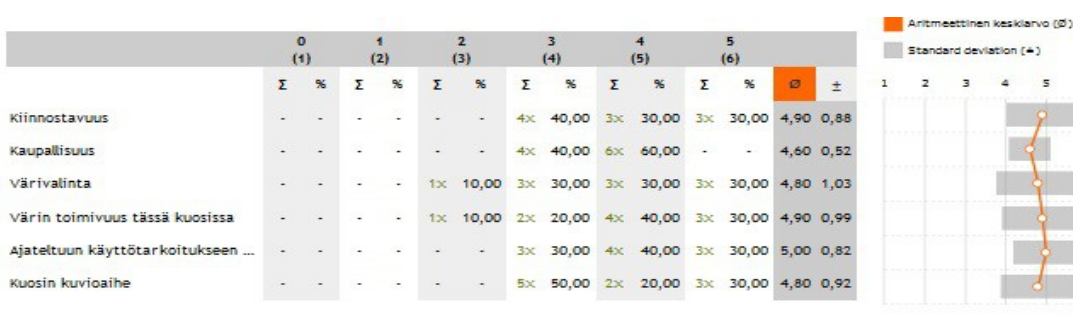 Aritmeettinen keskiarvo (Ø)
Standard deviation (±)
0 1 2 3 4 5
(1) (2) (3) (4) (5) (6)
Σ % Σ % Σ % Σ % Σ % Σ % Ø ± 1 2 3 4 5
Kiinnostavuus - - - - - - 4x 40,00 3x 30,00 3x 30,00 4,90 0,88
Kaupallisuus - - - - - - 4x 40,00 6x 60,00 - - 4,60 0,52
Värivalinta - - - - 1x 10,00 3x 30,00 3x 30,00 3x 30,00 4,80 1,03
Värin toimivuus tässä kuosissa - - - - 1x 10,00 2x 20,00 4x 40,00 3x 30,00 4,90 0,99
Ajateltuun käyttötarkoitukseen ... - - - - - - 3x 30,00 4x 40,00 3x 30,00 5,00 0,82
Kuosin kuvioaihe - - - - - - 5x 50,00 2x 20,00 3x 30,00 4,80 0,92